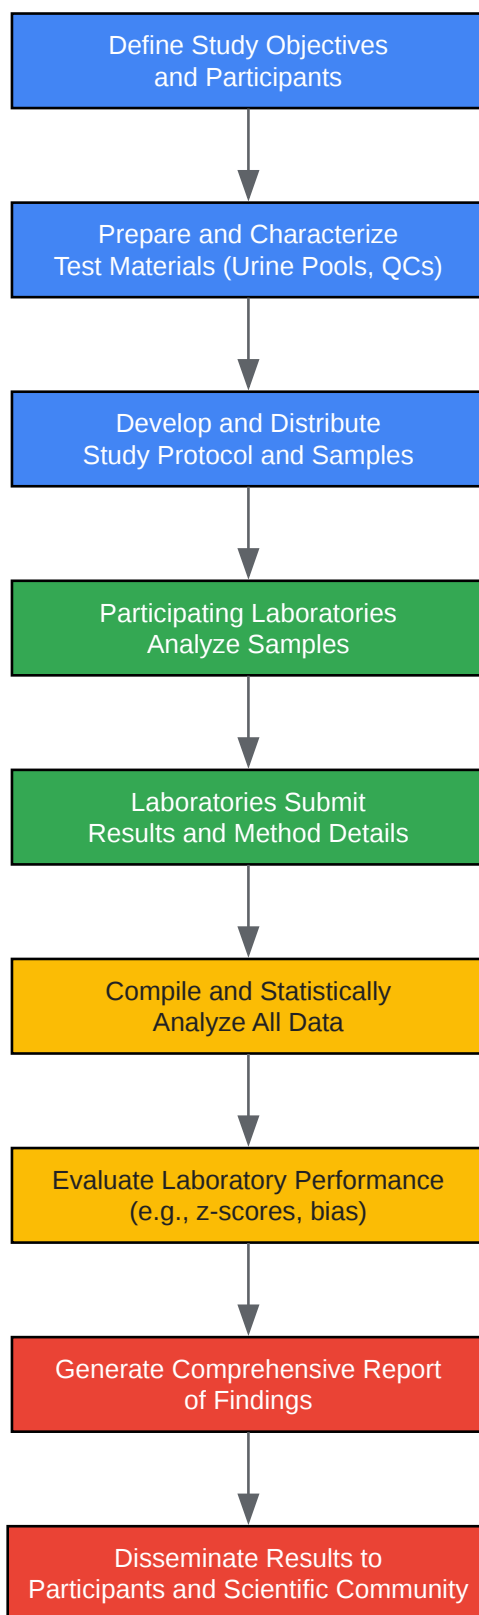 Define Study Objectives
and Participants
Prepare and Characterize
Test Materials (Urine Pools, QCs)
Develop and Distribute
Study Protocol and Samples
Participating Laboratories
Analyze Samples
Laboratories Submit
Results and Method Details
Compile and Statistically
Analyze All Data
Evaluate Laboratory Performance
(e.g., z-scores, bias)
Generate Comprehensive Report
of Findings
Disseminate Results to
Participants and Scientific Community